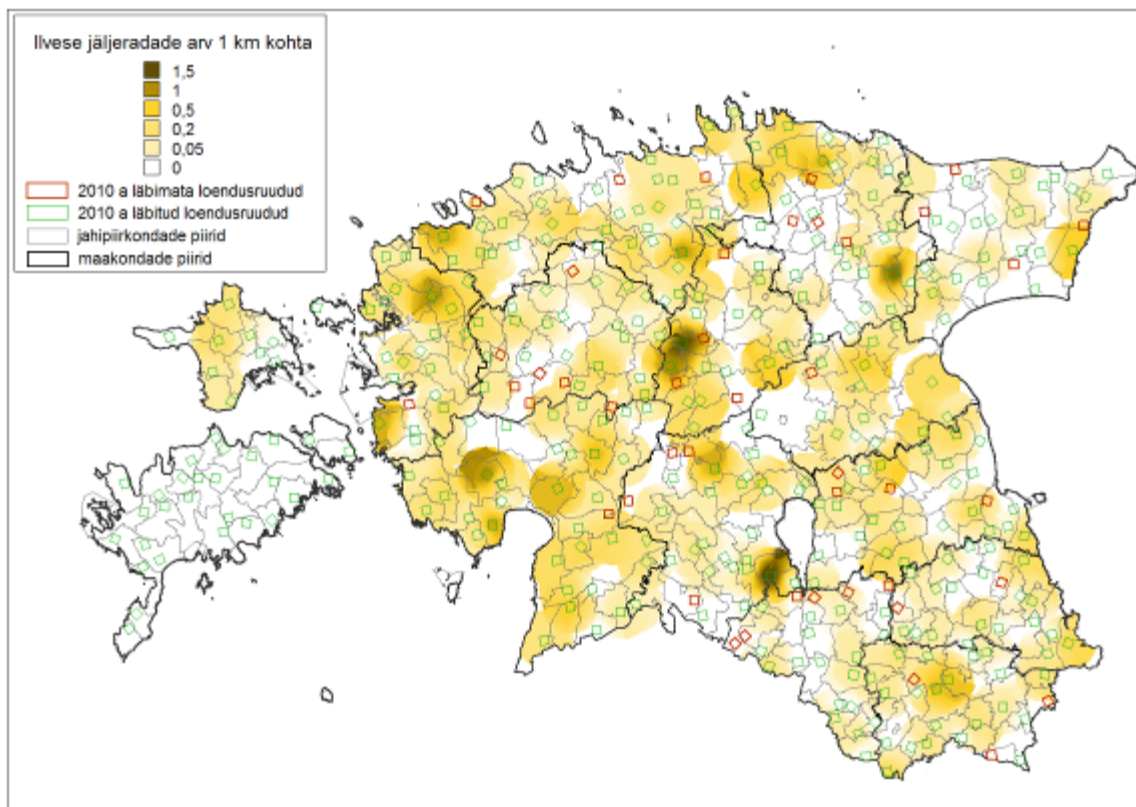 Ilvese jäljeradade arv 1 km kohta
1,5
1
0,5
0,2
0,05
0
2010 a läbimata loendusruudud
2010 a läbitud loendusruudud
jahipiirkondade piirid
maakondade piirid